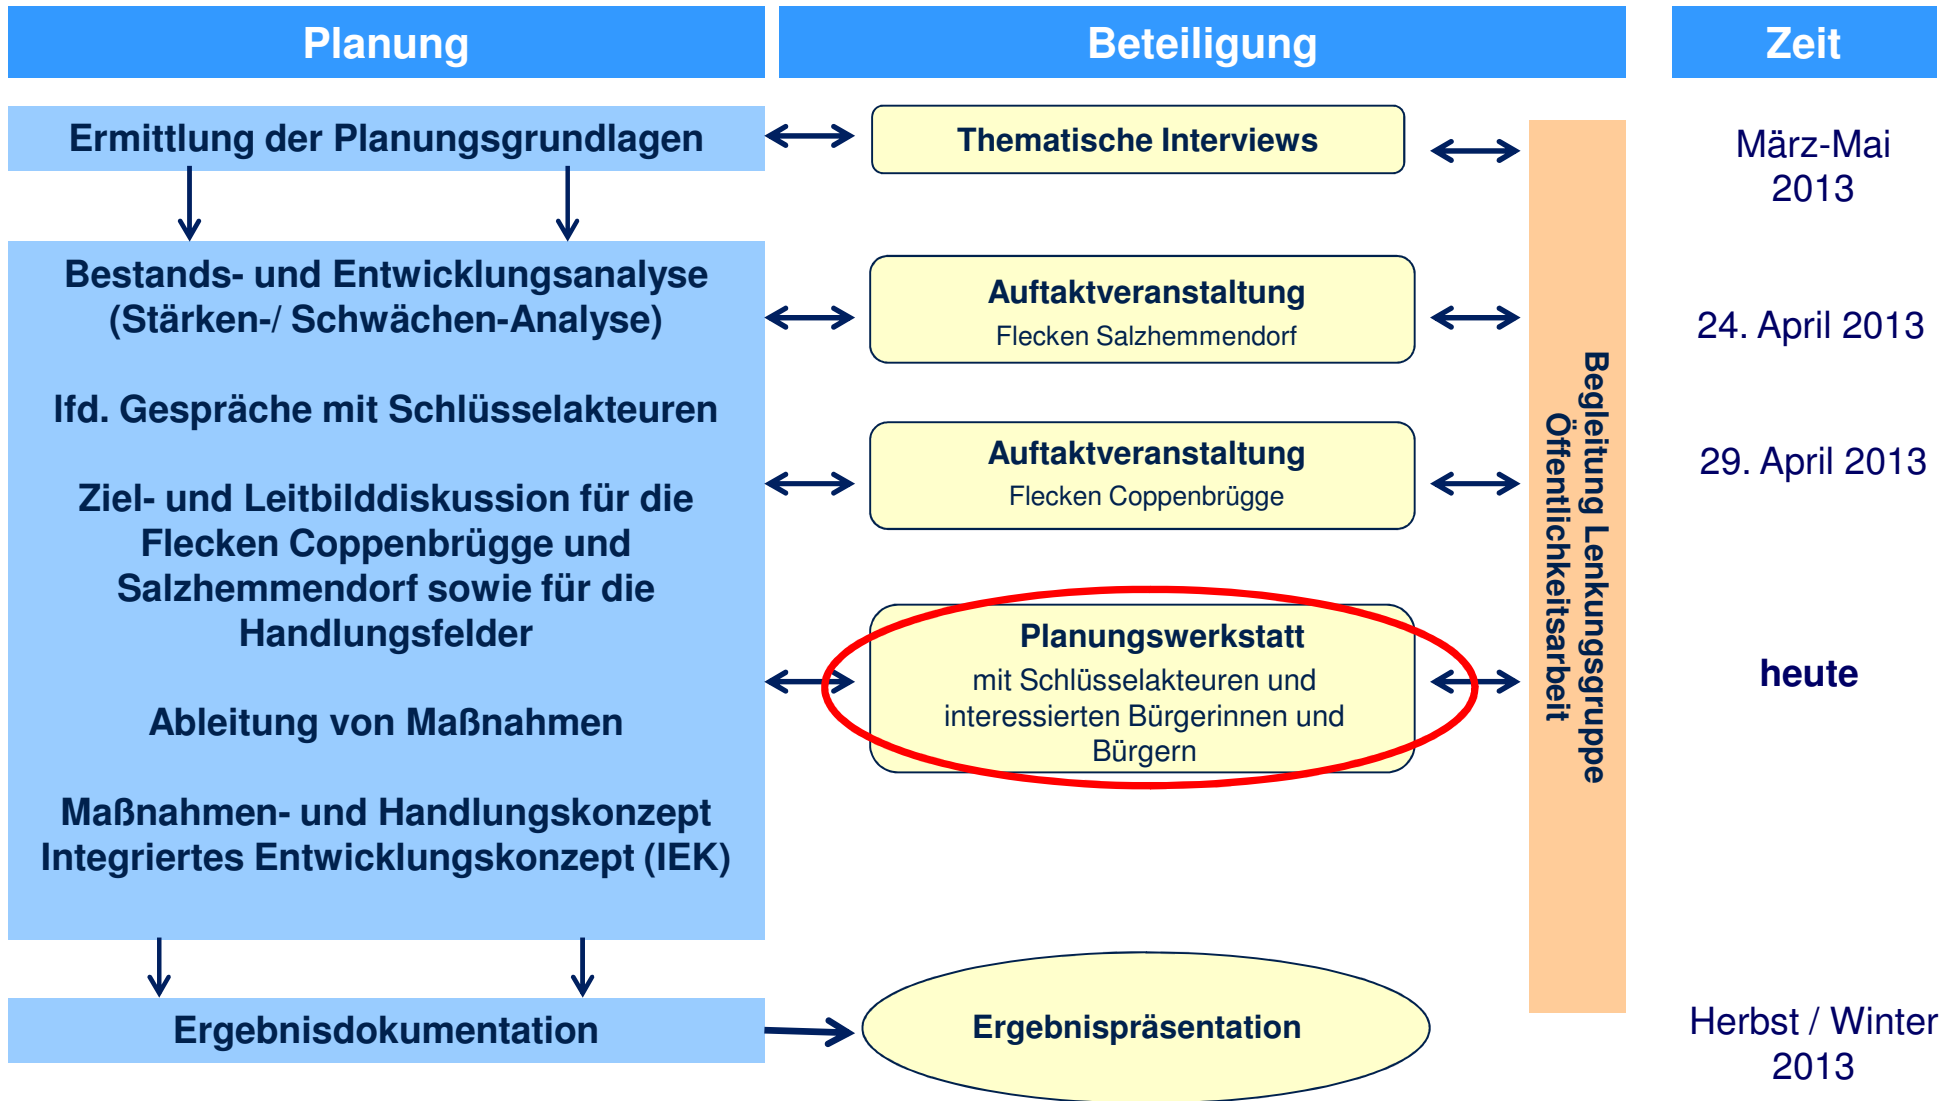 Planung
Beteiligung
Zeit
Ermittlung der Planungsgrundlagen
Thematische Interviews
März-Mai
2013
Bestands- und Entwicklungsanalyse
(Stärken-/ Schwächen-Analyse)
lfd. Gespräche mit Schlüsselakteuren
Ziel- und Leitbilddiskussion für die
Flecken Coppenbrügge und
Salzhemmendorf sowie für die
Handlungsfelder
Ableitung von Maßnahmen
Maßnahmen- und Handlungskonzept
Integriertes Entwicklungskonzept (IEK)
Auftaktveranstaltung
Flecken Salzhemmendorf
24. April 2013
Auftaktveranstaltung
Flecken Coppenbrügge
29. April 2013
Planungswerkstatt
mit Schlüsselakteuren und
interessierten Bürgerinnen und
Bürgern
heute
Begleitung Lenkungsgruppe
Öffentlichkeitsarbeit
Ergebnisdokumentation
Ergebnispräsentation
Herbst / Winter
2013